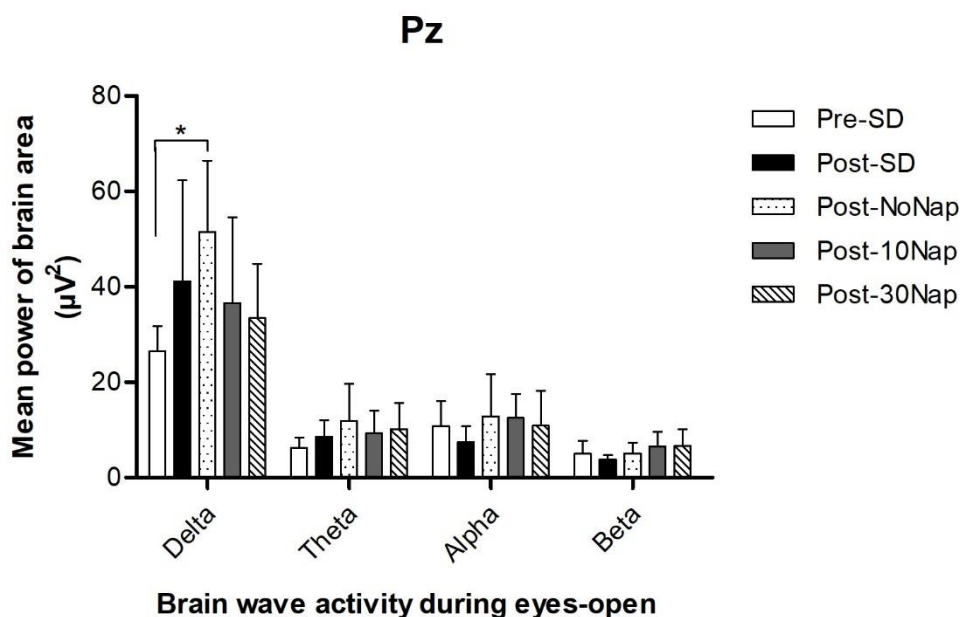 Pz
Mean power of brain area
(µV²)
80
60
40
20
0
*
Delta
Theta
Alpha
Beta
Brain wave activity during eyes-open
Pre-SD
Post-SD
Post-NoNap
Post-10Nap
Post-30Nap